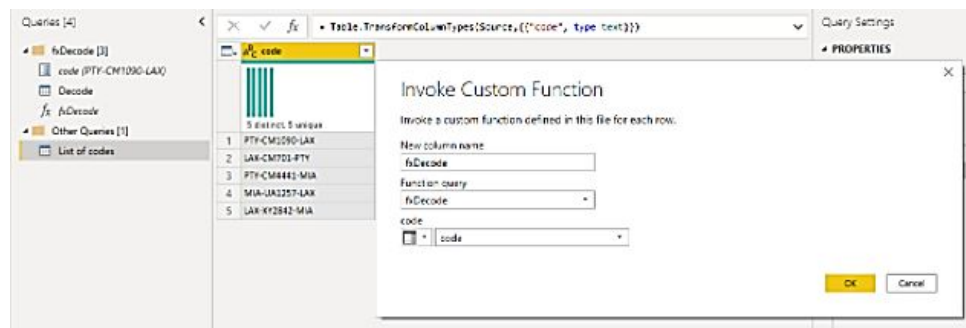 Queries [4]
fxDecode [3]
code (PTY-CM1090-LAX)
Decode
fxDecode
Other Queries [1]
List of codes
fx = Table.TransformColumnTypes(Source,{{"code", type text}})
ABC code
5 distinct, 5 unique
1 PTY-CM1090-LAX
2 LAX-CM701-PTY
3 PTY-CM4441-MIA
4 MIA-UA1257-LAX
5 LAX-XY2842-MIA
Query Settings
PROPERTIES
Invoke Custom Function
Invoke a custom function defined in this file for each row.
New column name
fxDecode
Function query
fxDecode
code
code
OK
Cancel